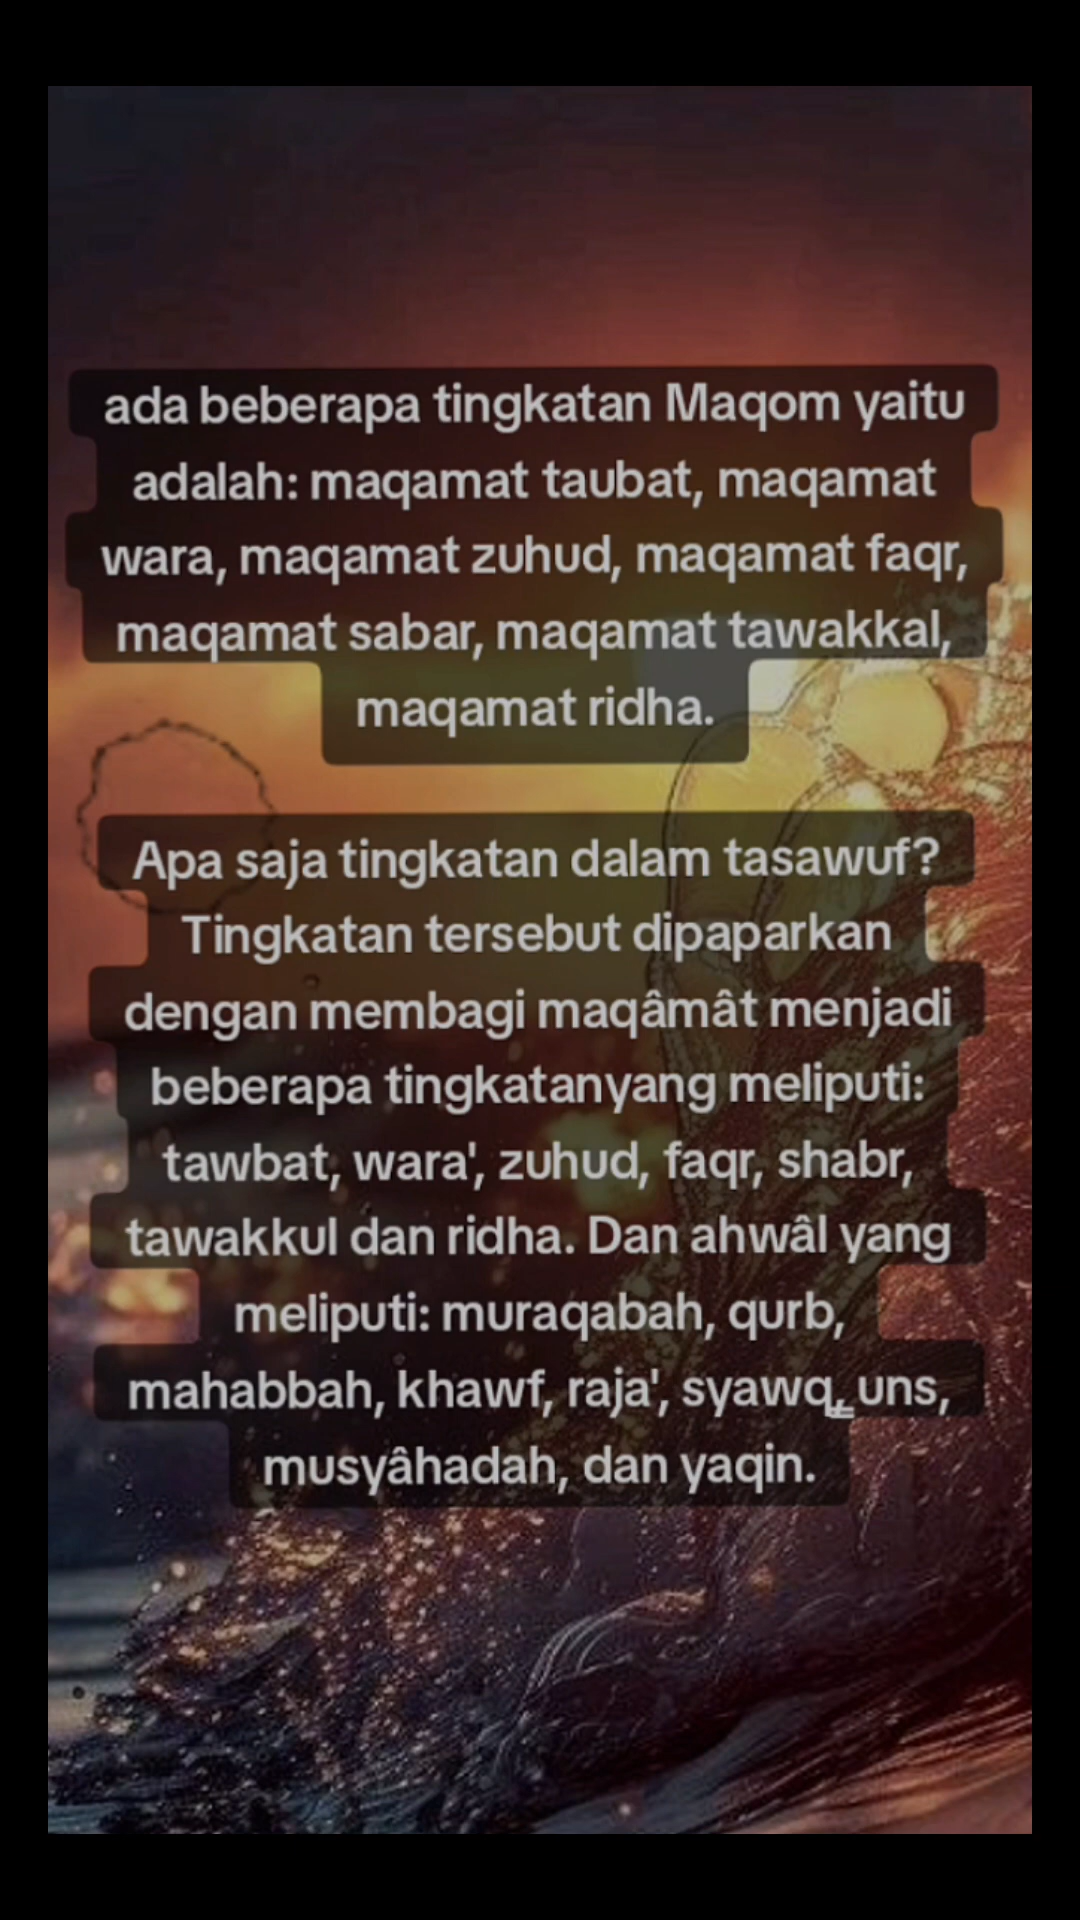 ada beberapa tingkatan Maqom yaitu
adalah: maqamat taubat, maqamat
wara, maqamat zuhud, maqamat faqr,
maqamat sabar, maqamat tawakkal,
maqamat ridha.
Apa saja tingkatan dalam tasawuf?
Tingkatan tersebut dipaparkan
dengan membagi maqâmât menjadi
beberapa tingkatanyang meliputi:
tawbat, wara', zuhud, faqr, shabr,
tawakkul dan ridha. Dan ahwâl yang
meliputi: muraqabah, qurb,
mahabbah, khawf, raja', syawq, uns,
musyâhadah, dan yaqin.